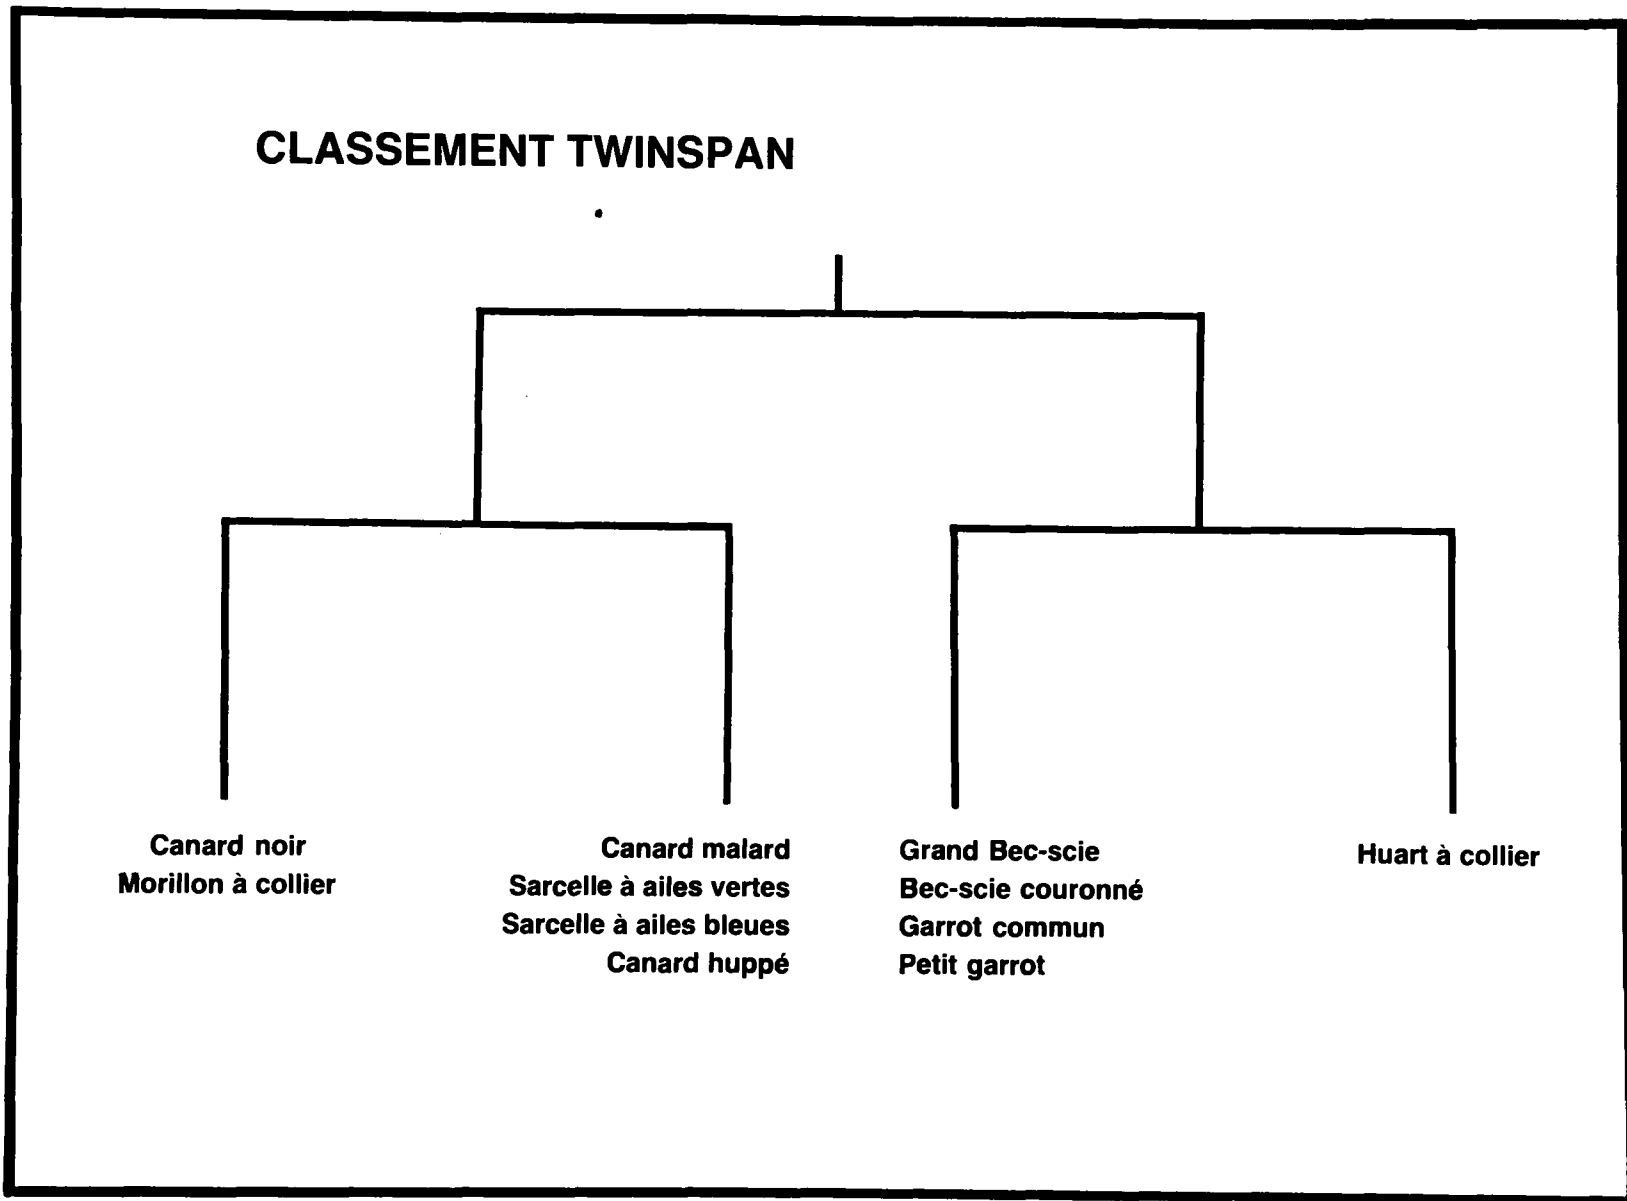 CLASSEMENT TWINSPAN
Canard noir
Morillon à collier
Canard malard
Sarcelle à ailes vertes
Sarcelle à ailes bleues
Canard huppé
Grand Bec-scie
Bec-scie couronné
Garrot commun
Petit garrot
Huart à collier